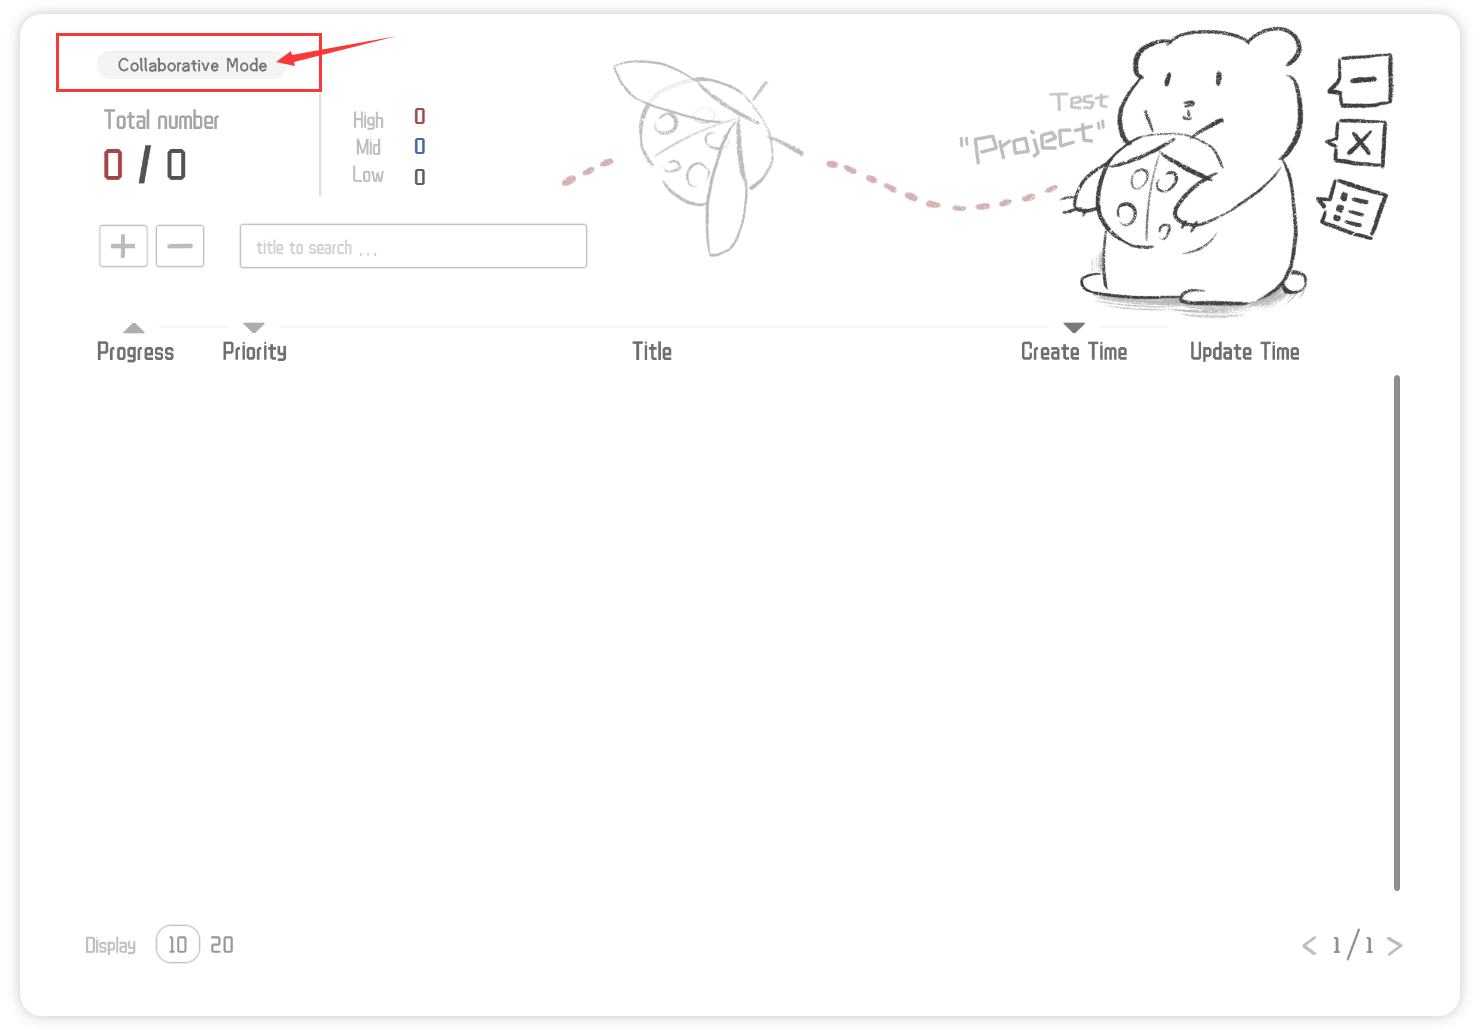 Collaborative Mode
Total number
0 / 0
High 0
Mid 0
Low 0
Test
"Project"
title to search ...
Progress Priority Title Create Time Update Time
Display 10 20
< 1 / 1 >